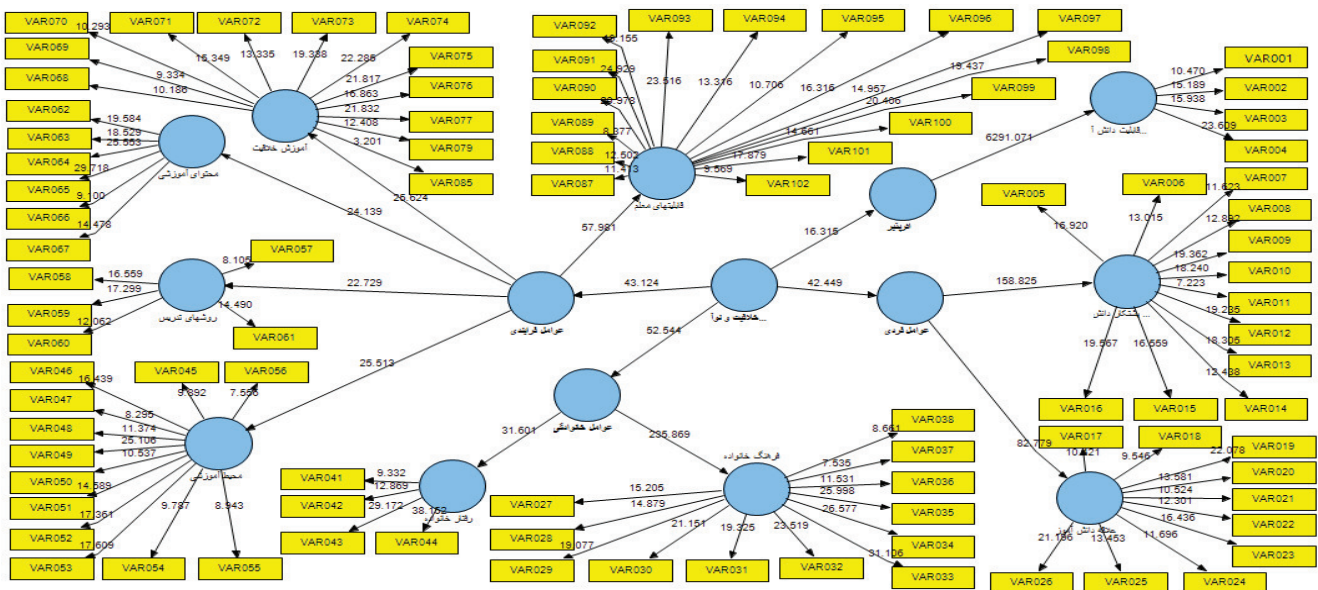 VAR070
VAR071
VAR072
VAR073
VAR074
VAR069
VAR068
VAR075
VAR076
VAR077
VAR079
VAR085
10.293
15.349
13.335
19.338
22.286
9.334
10.186
21.817
16.863
21.832
12.408
3.201
آموزش خلاقیت
VAR062
VAR063
VAR064
VAR065
VAR066
VAR067
19.584
18.529
25.553
29.718
9.100
14.478
محتوای آموزشی
VAR092
VAR093
VAR094
VAR095
VAR096
VAR097
VAR098
VAR091
VAR090
VAR089
VAR088
VAR087
VAR099
VAR100
VAR101
VAR102
23.516
13.316
10.706
16.316
19.437
14.957
20.406
24.929
8.377
12.502
11.413
14.661
17.879
9.569
قابلیتهای معلم
VAR001
VAR002
VAR003
VAR004
10.470
15.189
15.938
23.609
قابلیت دانش آ...
6291.071
24.139
25.624
57.981
16.315
VAR005
VAR006
VAR007
VAR008
VAR009
VAR010
VAR011
VAR012
VAR013
VAR014
VAR015
VAR016
16.920
13.015
11.623
12.892
19.362
18.240
7.223
19.285
18.305
12.438
16.559
19.567
VAR057
VAR058
VAR059
VAR060
VAR061
8.105
16.559
17.299
12.062
14.490
روشهای تدریس
22.729
عوامل فرایندی
43.124
خلاقیت و نوآ...
42.449
عوامل فردی
158.825
25.513
52.544
82.779
VAR046
VAR045
VAR056
VAR047
VAR048
VAR049
VAR050
VAR051
VAR052
VAR053
VAR054
VAR055
16.439
9.892
7.556
8.295
11.374
25.106
10.537
14.589
17.361
17.609
9.787
8.943
محیط آموزشی
عوامل خانوادگی
31.601
235.869
VAR041
VAR042
VAR043
VAR044
9.332
12.869
29.172
38.152
رفتار خانواده
فرهنگ خانواده
VAR038
VAR037
VAR036
VAR035
VAR034
VAR033
VAR027
VAR028
VAR029
VAR030
VAR031
VAR032
8.661
7.535
11.531
25.998
26.577
31.106
15.205
14.879
19.077
21.151
19.325
23.519
VAR017
VAR018
VAR019
VAR020
VAR021
VAR022
VAR023
VAR024
VAR025
VAR026
9.546
22.078
13.581
10.524
12.301
16.436
11.696
13.453
علاقه دانش آموز